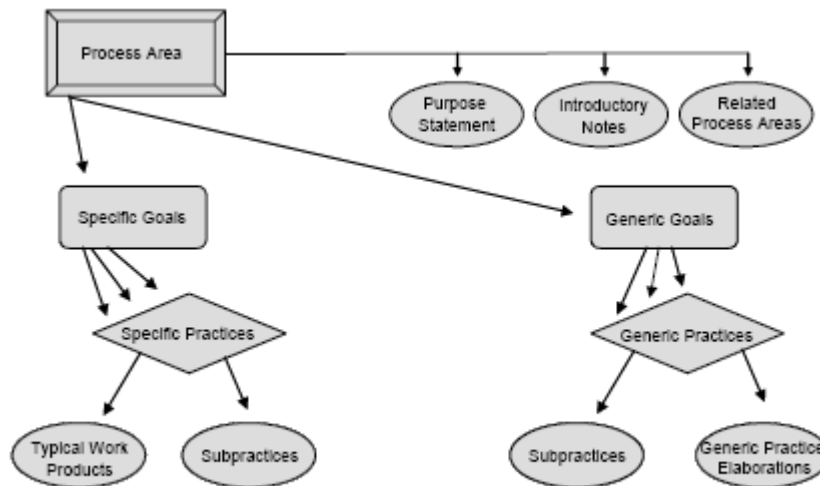 Process Area
Purpose
Statement
Introductory
Notes
Related
Process Areas
Specific Goals
Generic Goals
Specific Practices
Generic Practices
Typical Work
Products
Subpractices
Subpractices
Generic Practice
Elaborations